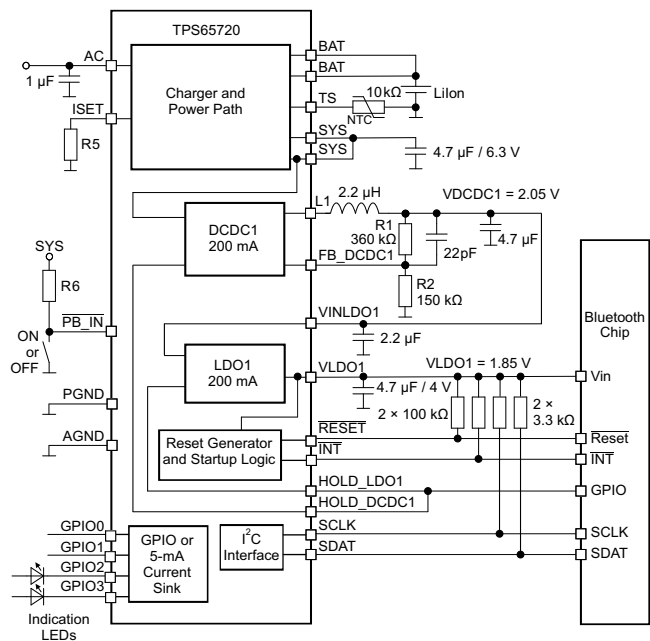 TPS65720
AC
1 µF
ISET
R5
Charger and
Power Path
BAT
BAT
TS
10kΩ
NTC
LiIon
SYS
SYS
4.7 µF / 6.3 V
DCDC1
200 mA
L1
2.2 µH
VDCDC1 = 2.05 V
R1
360 kΩ
22pF
4.7 µF
FB_DCDC1
R2
150 kΩ
SYS
R6
PB_IN
ON
or
OFF
VINLDO1
2.2 µF
LDO1
200 mA
VLDO1
VLDO1 = 1.85 V
4.7 µF / 4 V
2 × 100 kΩ
2 ×
3.3 kΩ
Bluetooth
Chip
Vin
PGND
AGND
Reset Generator
and Startup Logic
RESET
INT
Reset
INT
HOLD_LDO1
HOLD_DCDC1
GPIO
GPIO0
GPIO1
GPIO2
GPIO3
GPIO or
5-mA
Current
Sink
I2C
Interface
SCLK
SDAT
SCLK
SDAT
Indication
LEDs